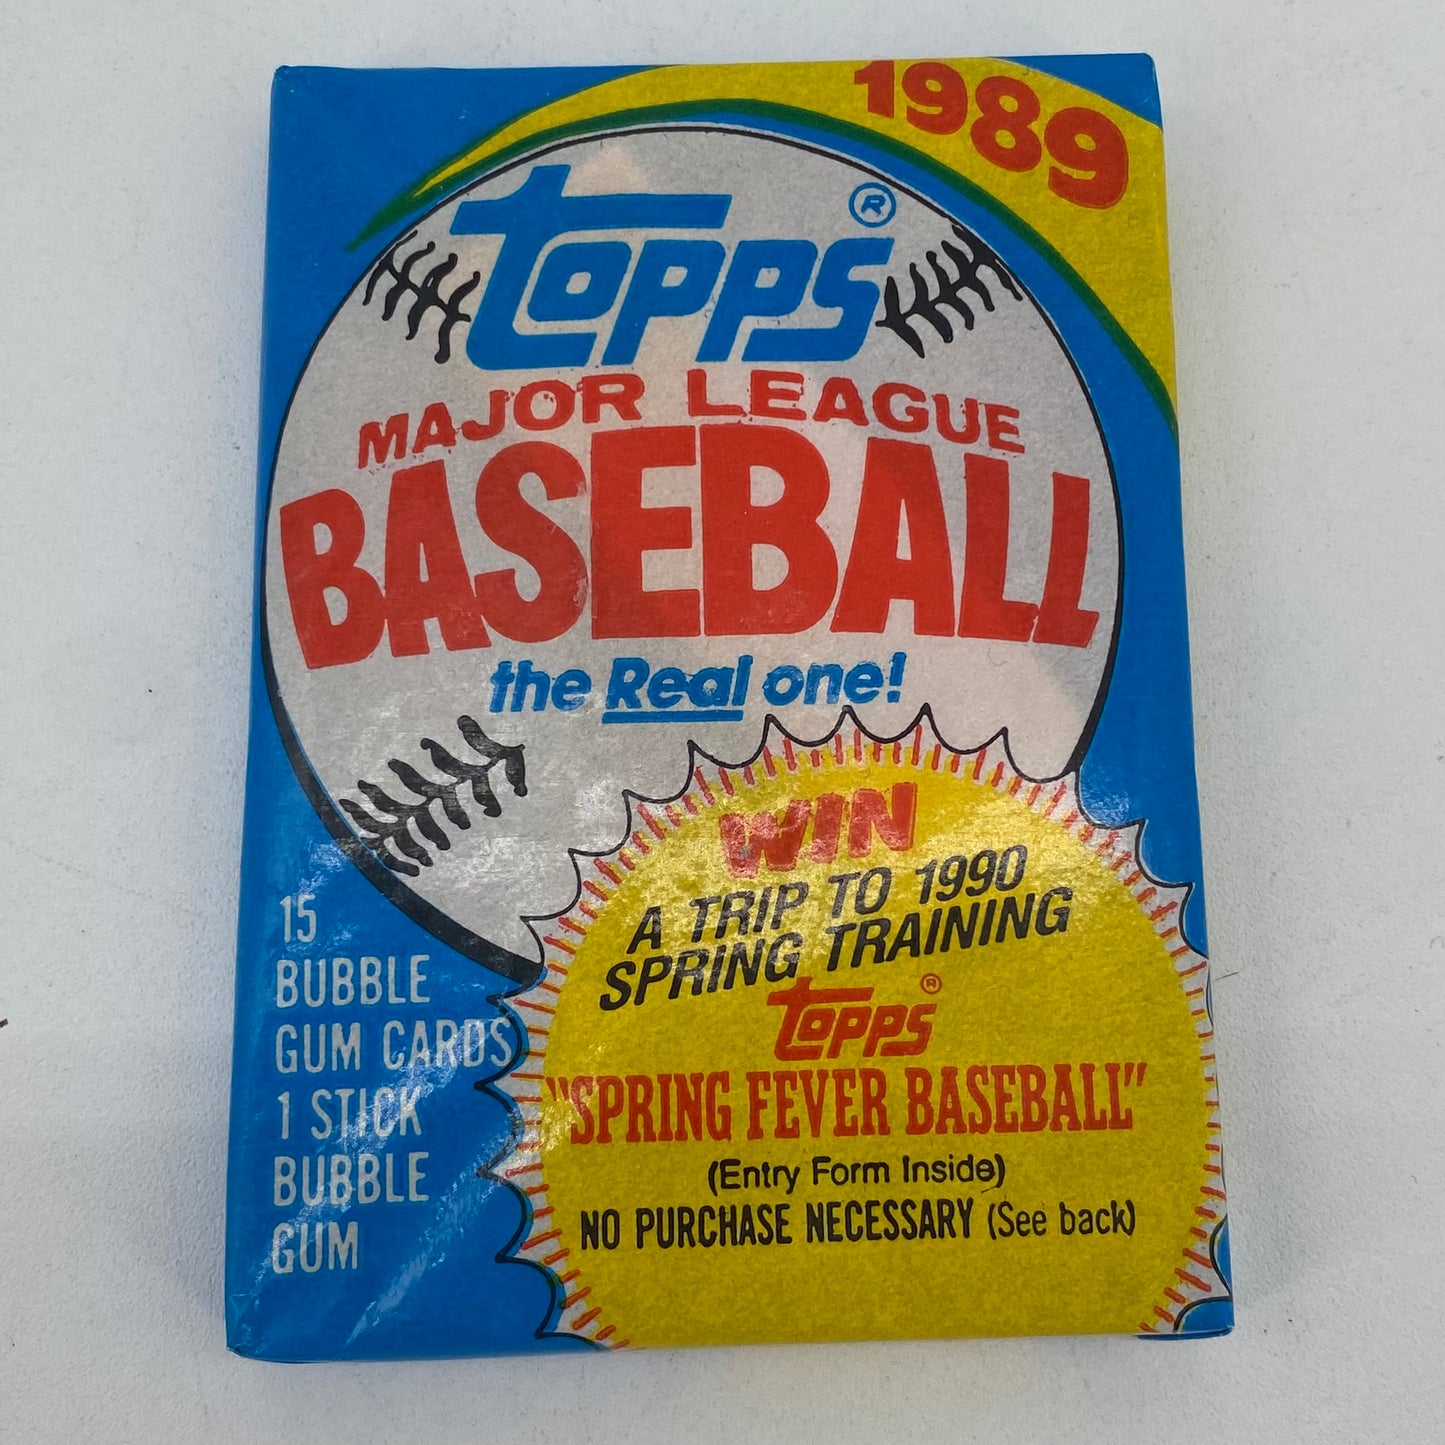 1989
Topps®
MAJOR LEAGUE
BASEBALL
the Real one!
WIN
A TRIP TO 1990
SPRING TRAINING
Topps®
"SPRING FEVER BASEBALL"
(Entry Form Inside)
NO PURCHASE NECESSARY (See back)
15
BUBBLE
GUM CARDS
1 STICK
BUBBLE
GUM